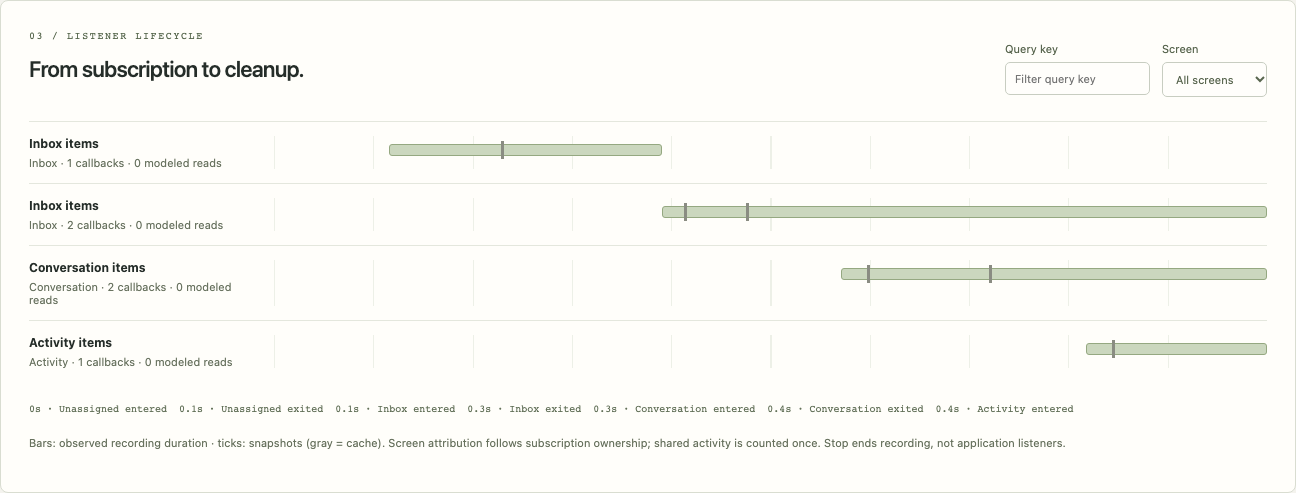 03 / LISTENER LIFECYCLE
From subscription to cleanup.
Query key
Filter query key
Screen
All screens
Inbox items
Inbox · 1 callbacks · 0 modeled reads
Inbox items
Inbox · 2 callbacks · 0 modeled reads
Conversation items
Conversation · 2 callbacks · 0 modeled
reads
Activity items
Activity · 1 callbacks · 0 modeled reads
0s · Unassigned entered 0.1s · Unassigned exited 0.1s · Inbox entered 0.3s · Inbox exited 0.3s · Conversation entered 0.4s · Conversation exited 0.4s · Activity entered
Bars: observed recording duration · ticks: snapshots (gray = cache). Screen attribution follows subscription ownership; shared activity is counted once. Stop ends recording, not application listeners.